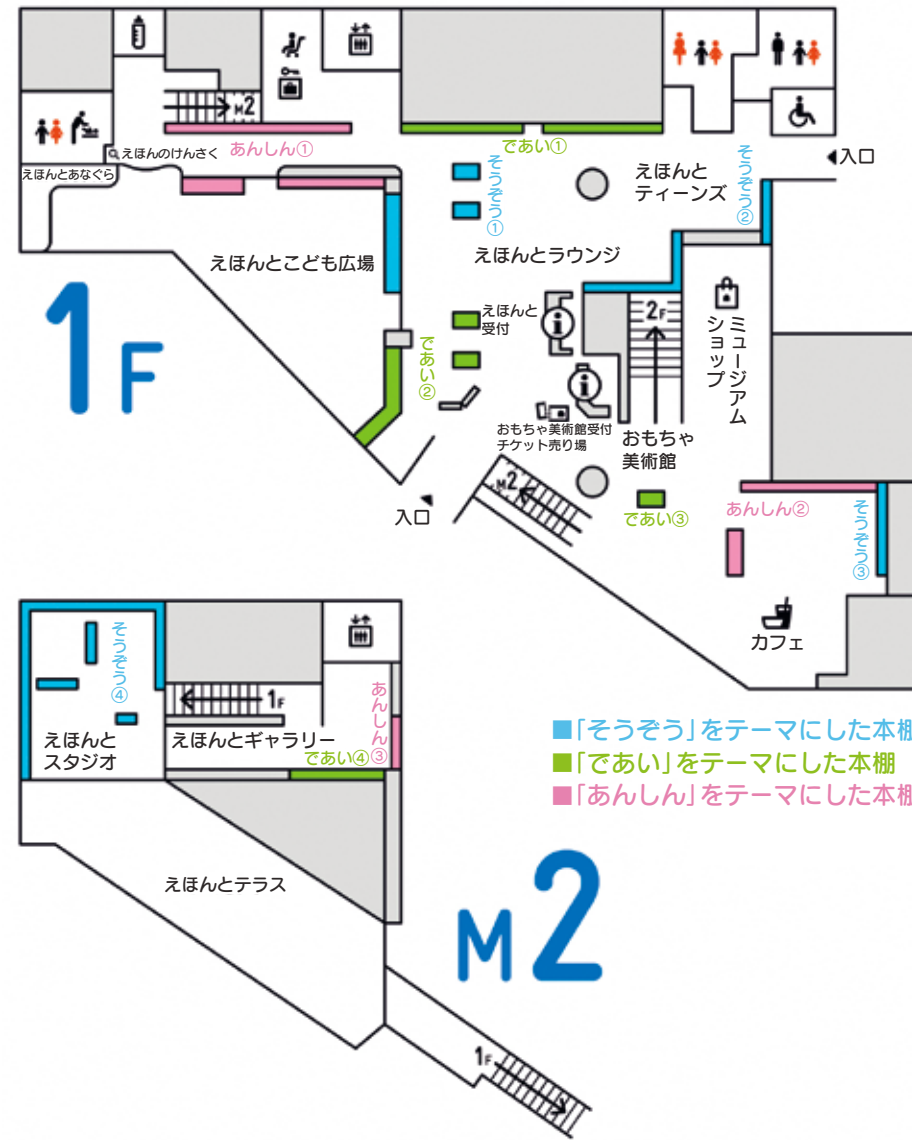 M2
えほんのけんさく
あんしん①
えほんとあなぐら
であい①
そうぞう①
えほんと
ティーンズ
そうぞう②
入口
えほんとこども広場
えほんとラウンジ
1F
えほんと
受付
であい②
2F
ミュージアム
ショップ
おもちゃ美術館受付
チケット売り場
おもちゃ
美術館
M2
入口
であい③
あんしん②
そうぞう③
カフェ
そうぞう④
1F
あんしん③
えほんと
スタジオ
えほんとギャラリー
であい④
■「そうぞう」をテーマにした本棚
■「であい」をテーマにした本棚
■「あんしん」をテーマにした本棚
えほんとテラス
M2
1F